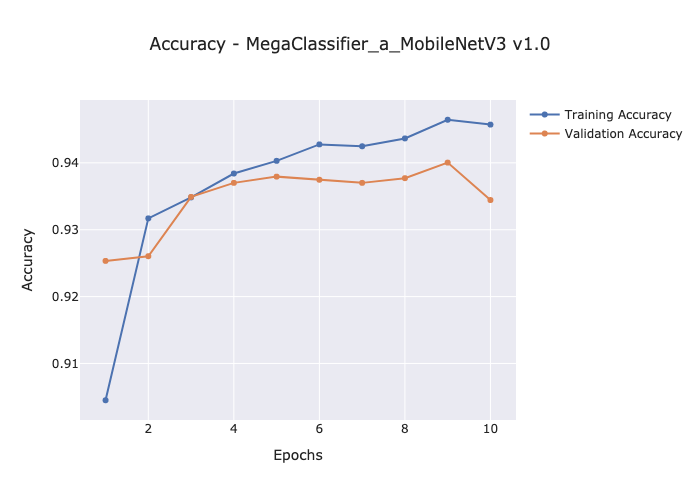 Accuracy - MegaClassifier_a_MobileNetV3 v1.0
Training Accuracy
Validation Accuracy
0.94
0.93
0.92
0.91
Accuracy
2 4 6 8 10
Epochs